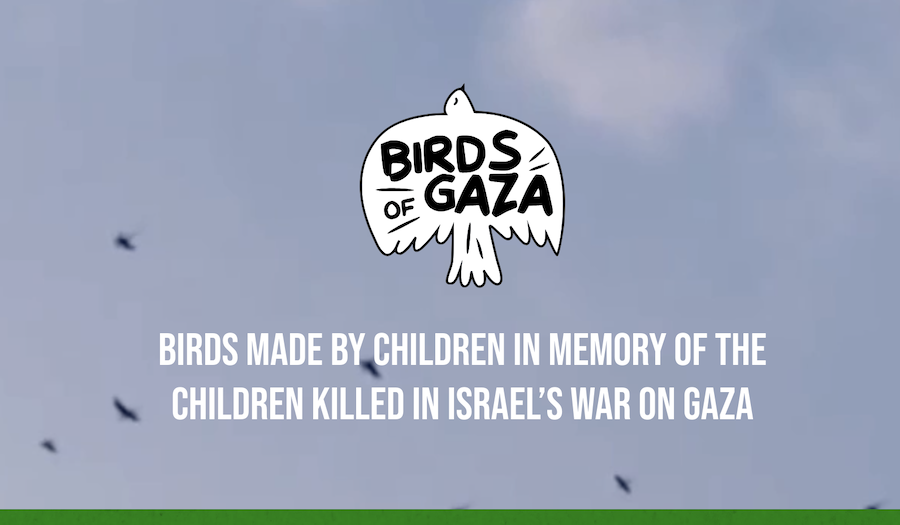 BIRDS
OF GAZA
BIRDS MADE BY CHILDREN IN MEMORY OF THE
CHILDREN KILLED IN ISRAEL’S WAR ON GAZA